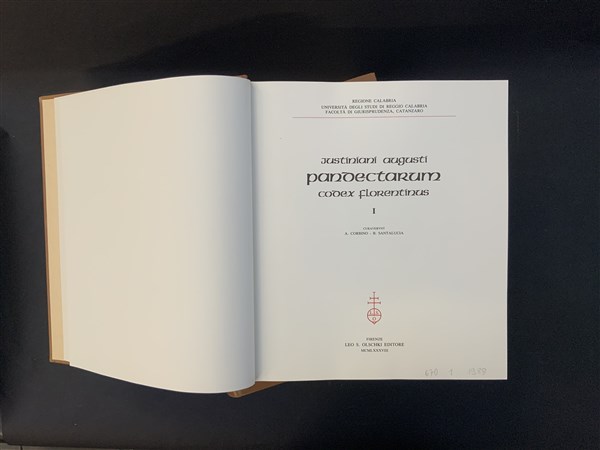 REGIONE CALABRIA
UNIVERSITÀ DEGLI STUDI DI REGGIO CALABRIA
FACOLTÀ DI GIURISPRUDENZA, CATANZARO
Justiniani Augusti
Pandectarum
Codex Florentinus
I
CURAVERUNT
A. CORBINO - B. SANTALUCIA
FIRENZE
LEO S. OLSCHKI EDITORE
MCMLXXXVIII